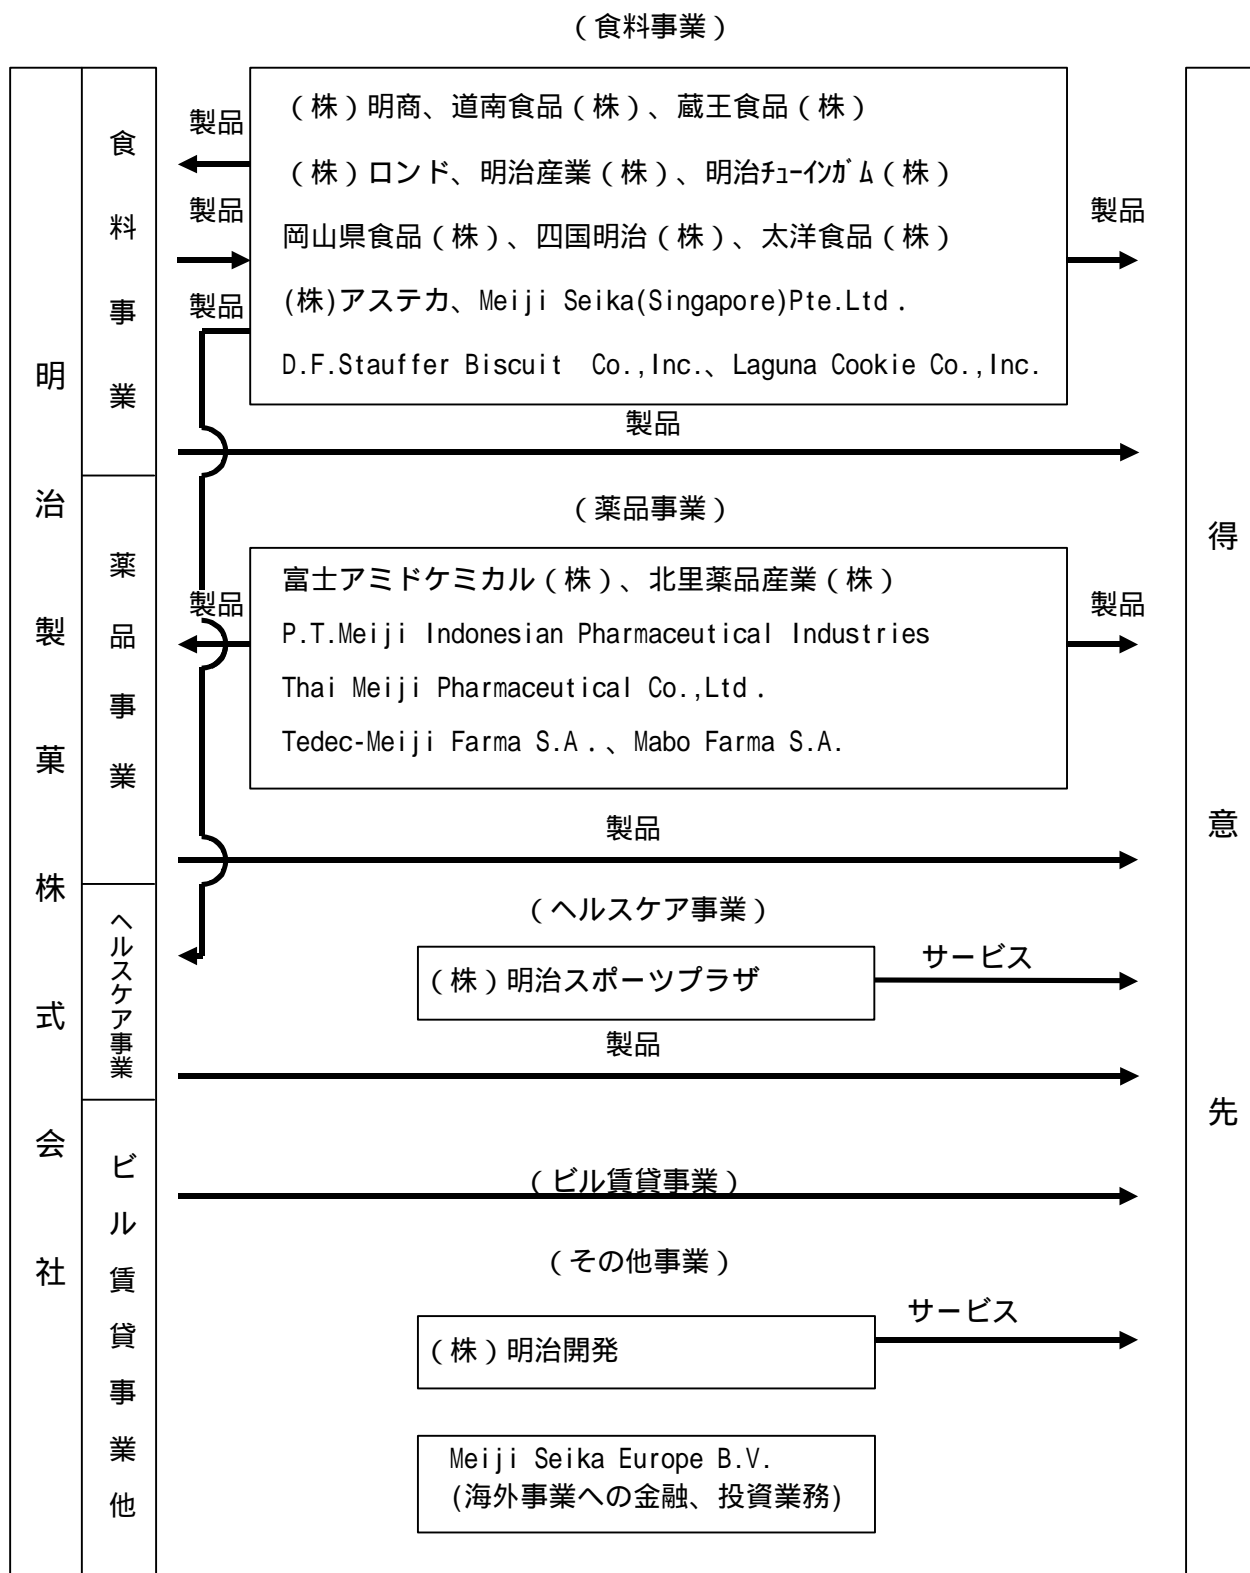 （食料事業）
明治製菓株式会社
食料事業
製品
製品
製品
（株）明商、道南食品（株）、蔵王食品（株）
（株）ロンド、明治産業（株）、明治ﾁｭｰｲﾝｶﾞﾑ（株）
岡山県食品（株）、四国明治（株）、太洋食品（株）
(株)アステカ、Meiji Seika(Singapore)Pte.Ltd.
D.F.Stauffer Biscuit Co.,Inc.、Laguna Cookie Co.,Inc.
製品
得意先
製品
薬品事業
（薬品事業）
製品
富士アミドケミカル（株）、北里薬品産業（株）
P.T.Meiji Indonesian Pharmaceutical Industries
Thai Meiji Pharmaceutical Co.,Ltd.
Tedec-Meiji Farma S.A.、Mabo Farma S.A.
製品
製品
ヘルスケア事業
（ヘルスケア事業）
（株）明治スポーツプラザ
サービス
製品
ビル賃貸事業他
（ビル賃貸事業）
（その他事業）
（株）明治開発
サービス
Meiji Seika Europe B.V.
(海外事業への金融、投資業務)